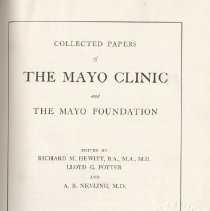 COLLECTED PAPERS
of
THE MAYO CLINIC
and
THE MAYO FOUNDATION
EDITED BY
RICHARD M. HEWITT, B.A., M.A., M.D.
LLOYD G. POTTER
AND
A. B. NEVLING, M.D.